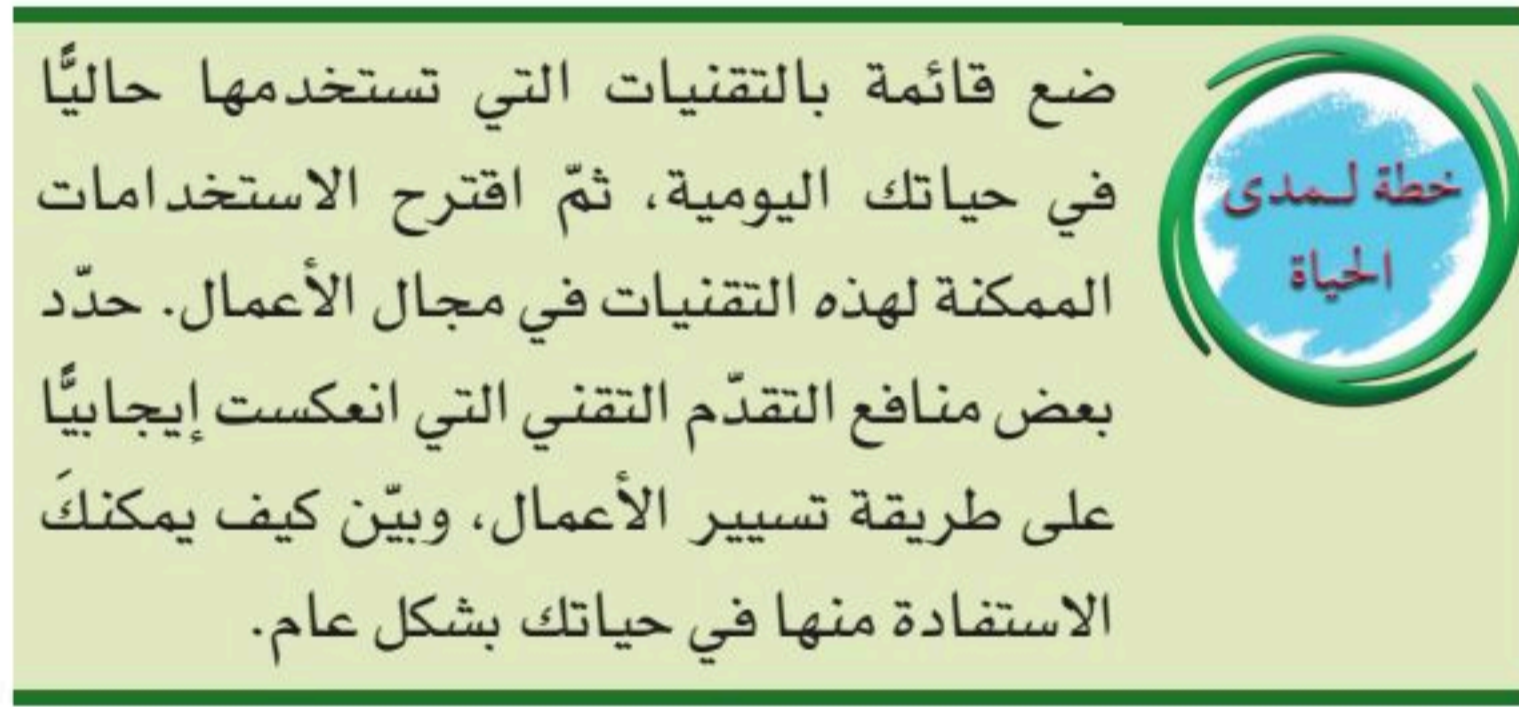 خطة لـمدى
الحياة
ضع قائمة بالتقنيات التي تستخدمها حاليًّا
في حياتك اليومية، ثمّ اقترح الاستخدامات
الممكنة لهذه التقنيات في مجال الأعمال. حدّد
بعض منافع التقدّم التقني التي انعكست إيجابيًّا
على طريقة تسيير الأعمال، وبيّن كيف يمكنكَ
الاستفادة منها في حياتك بشكل عام.